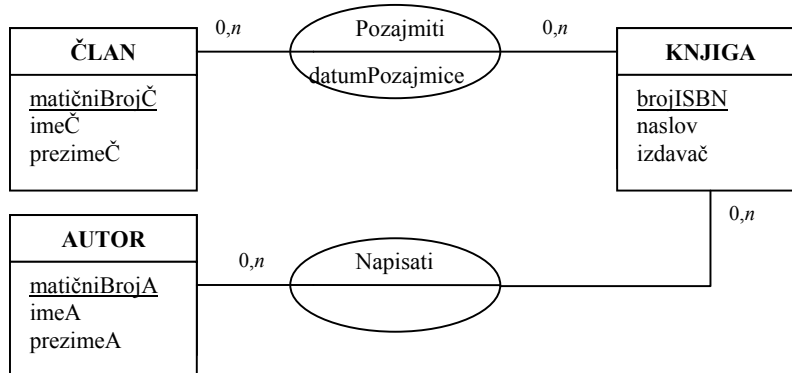 0,n
Pozajmiti
0,n
ČLAN
KNJIGA
datumPozajmice
matičniBrojČ
imeČ
prezimeČ
brojISBN
naslov
izdavač
0,n
AUTOR
0,n
Napisati
matičniBrojA
imeA
prezimeA